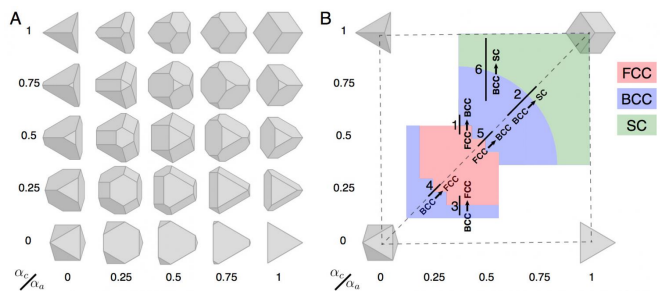 A
B
1
0.75
0.5
0.25
0
αc/αa
0
0.25
0.5
0.75
1
1
0.75
0.5
0.25
0
αc/αa
0
0.25
0.5
0.75
1
6
BCC → SC
2
BCC → SC
1
FCC → BCC
5
FCC → BCC
4
BCC → FCC
3
BCC → FCC
FCC
BCC
SC